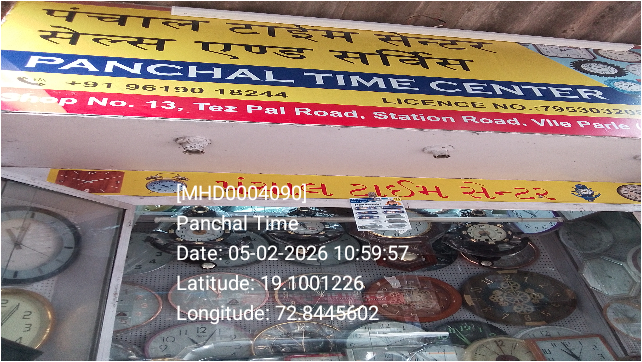 पंचाल टाईम सेन्टर
सेल्स एण्ड सर्विस
PANCHAL TIME CENTER
+91 96190 18244
LICENCE NO.:
Shop No. 13, Tez Pal Road, Station Road, Vile Parle
પંચાલ ટાઈમ સેન્ટર
[MHD0004090]
Panchal Time
Date: 05-02-2026 10:59:57
Latitude: 19.1001226
Longitude: 72.8445602